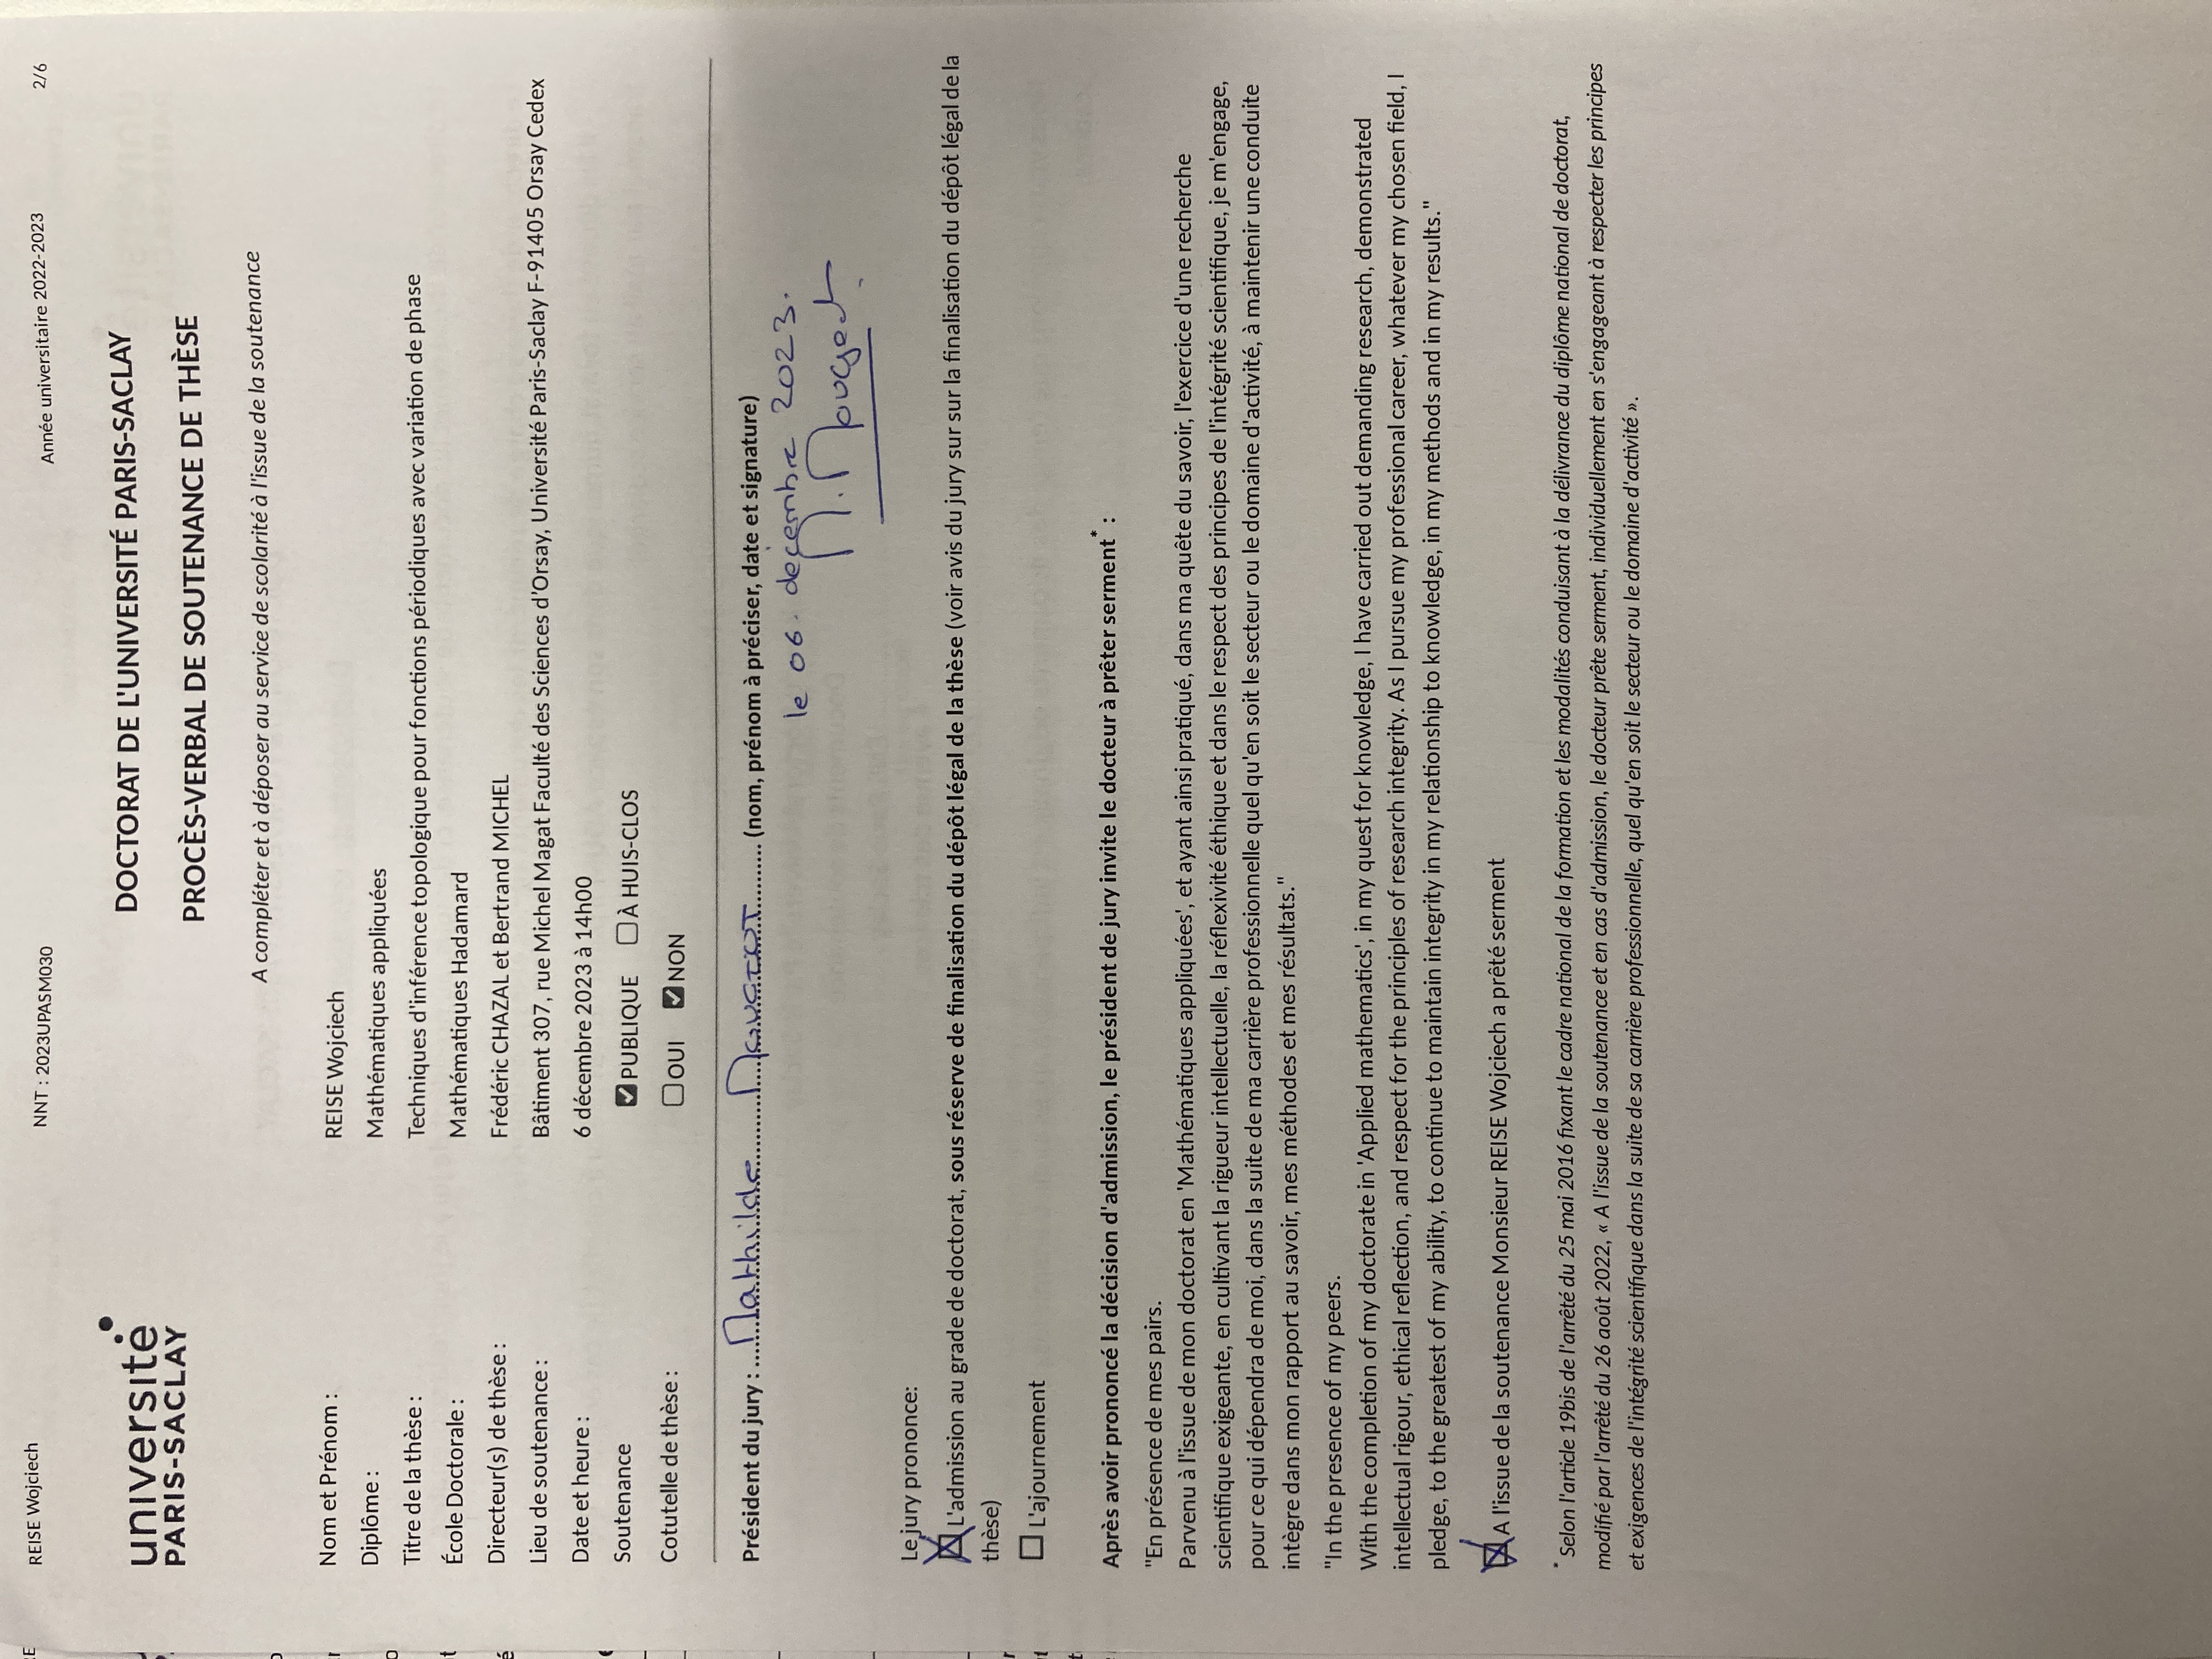 REISE Wojciech NNT : 2023UPASM030 Année universitaire 2022-2023 2/6
université
PARIS-SACLAY
DOCTORAT DE L'UNIVERSITÉ PARIS-SACLAY
PROCÈS-VERBAL DE SOUTENANCE DE THÈSE
A compléter et à déposer au service de scolarité à l'issue de la soutenance
Nom et Prénom : REISE Wojciech
Diplôme : Mathématiques appliquées
Titre de la thèse : Techniques d'inférence topologique pour fonctions périodiques avec variation de phase
École Doctorale : Mathématiques Hadamard
Directeur(s) de thèse : Frédéric CHAZAL et Bertrand MICHEL
Lieu de soutenance : Bâtiment 307, rue Michel Magat Faculté des Sciences d'Orsay, Université Paris-Saclay F-91405 Orsay Cedex
Date et heure : 6 décembre 2023 à 14h00
Soutenance ☑ PUBLIQUE ☐ À HUIS-CLOS
Cotutelle de thèse : ☐ OUI ☑ NON
Président du jury : Mathilde Mougeot (nom, prénom à préciser, date et signature)
le 06. décembre 2023.
M. Mougeot
Le jury prononce:
☒ L'admission au grade de doctorat, sous réserve de finalisation du dépôt légal de la thèse (voir avis du jury sur sur la finalisation du dépôt légal de la
thèse)
☐ L'ajournement
Après avoir prononcé la décision d'admission, le président de jury invite le docteur à prêter serment* :
"En présence de mes pairs.
Parvenu à l'issue de mon doctorat en 'Mathématiques appliquées', et ayant ainsi pratiqué, dans ma quête du savoir, l'exercice d'une recherche
scientifique exigeante, en cultivant la rigueur intellectuelle, la réflexivité éthique et dans le respect des principes de l'intégrité scientifique, je m'engage,
pour ce qui dépendra de moi, dans la suite de ma carrière professionnelle quel qu'en soit le secteur ou le domaine d'activité, à maintenir une conduite
intègre dans mon rapport au savoir, mes méthodes et mes résultats."
"In the presence of my peers.
With the completion of my doctorate in 'Applied mathematics', in my quest for knowledge, I have carried out demanding research, demonstrated
intellectual rigour, ethical reflection, and respect for the principles of research integrity. As I pursue my professional career, whatever my chosen field, I
pledge, to the greatest of my ability, to continue to maintain integrity in my relationship to knowledge, in my methods and in my results."
☒ A l'issue de la soutenance Monsieur REISE Wojciech a prêté serment
* Selon l'article 19bis de l'arrêté du 25 mai 2016 fixant le cadre national de la formation et les modalités conduisant à la délivrance du diplôme national de doctorat,
modifié par l'arrêté du 26 août 2022, « A l'issue de la soutenance et en cas d'admission, le docteur prête serment, individuellement en s'engageant à respecter les principes
et exigences de l'intégrité scientifique dans la suite de sa carrière professionnelle, quel qu'en soit le secteur ou le domaine d'activité ».